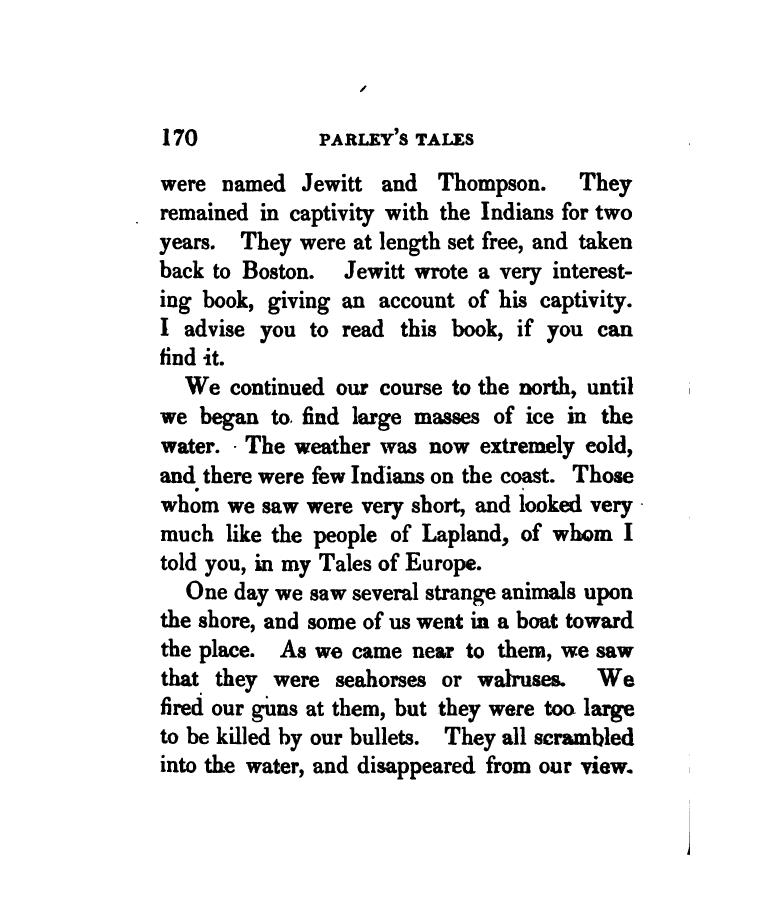 170 PARLEY'S TALES
were named Jewitt and Thompson. They
remained in captivity with the Indians for two
years. They were at length set free, and taken
back to Boston. Jewitt wrote a very interest-
ing book, giving an account of his captivity.
I advise you to read this book, if you can
find it.
We continued our course to the north, until
we began to find large masses of ice in the
water. The weather was now extremely cold,
and there were few Indians on the coast. Those
whom we saw were very short, and looked very
much like the people of Lapland, of whom I
told you, in my Tales of Europe.
One day we saw several strange animals upon
the shore, and some of us went in a boat toward
the place. As we came near to them, we saw
that they were seahorses or walruses. We
fired our guns at them, but they were too large
to be killed by our bullets. They all scrambled
into the water, and disappeared from our view.